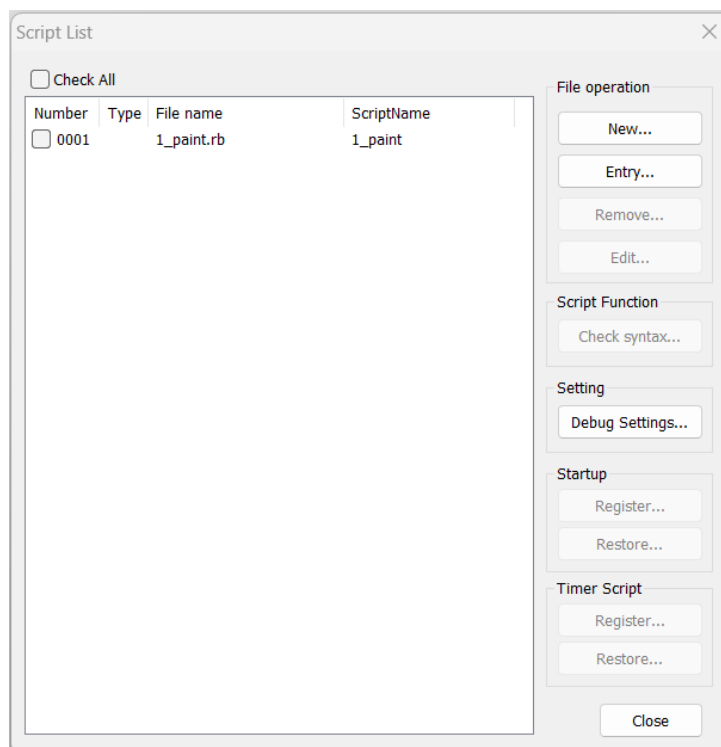 Script List
Check All
Number Type File name ScriptName
0001 1_paint.rb 1_paint
File operation
New...
Entry...
Remove...
Edit...
Script Function
Check syntax...
Setting
Debug Settings...
Startup
Register...
Restore...
Timer Script
Register...
Restore...
Close